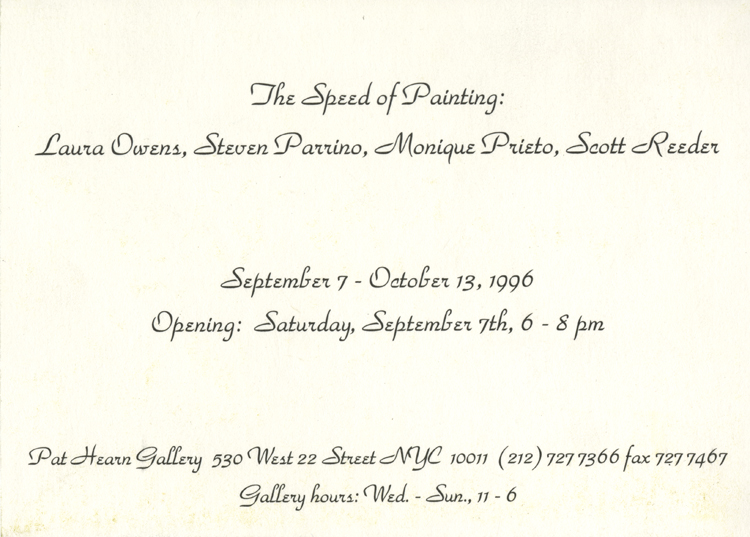 The Speed of Painting:
Laura Owens, Steven Parrino, Monique Prieto, Scott Reeder
September 7 - October 13, 1996
Opening: Saturday, September 7th, 6 - 8 pm
Pat Hearn Gallery 530 West 22 Street NYC 10011 (212) 727 7366 fax 727 7467
Gallery hours: Wed. - Sun., 11 - 6